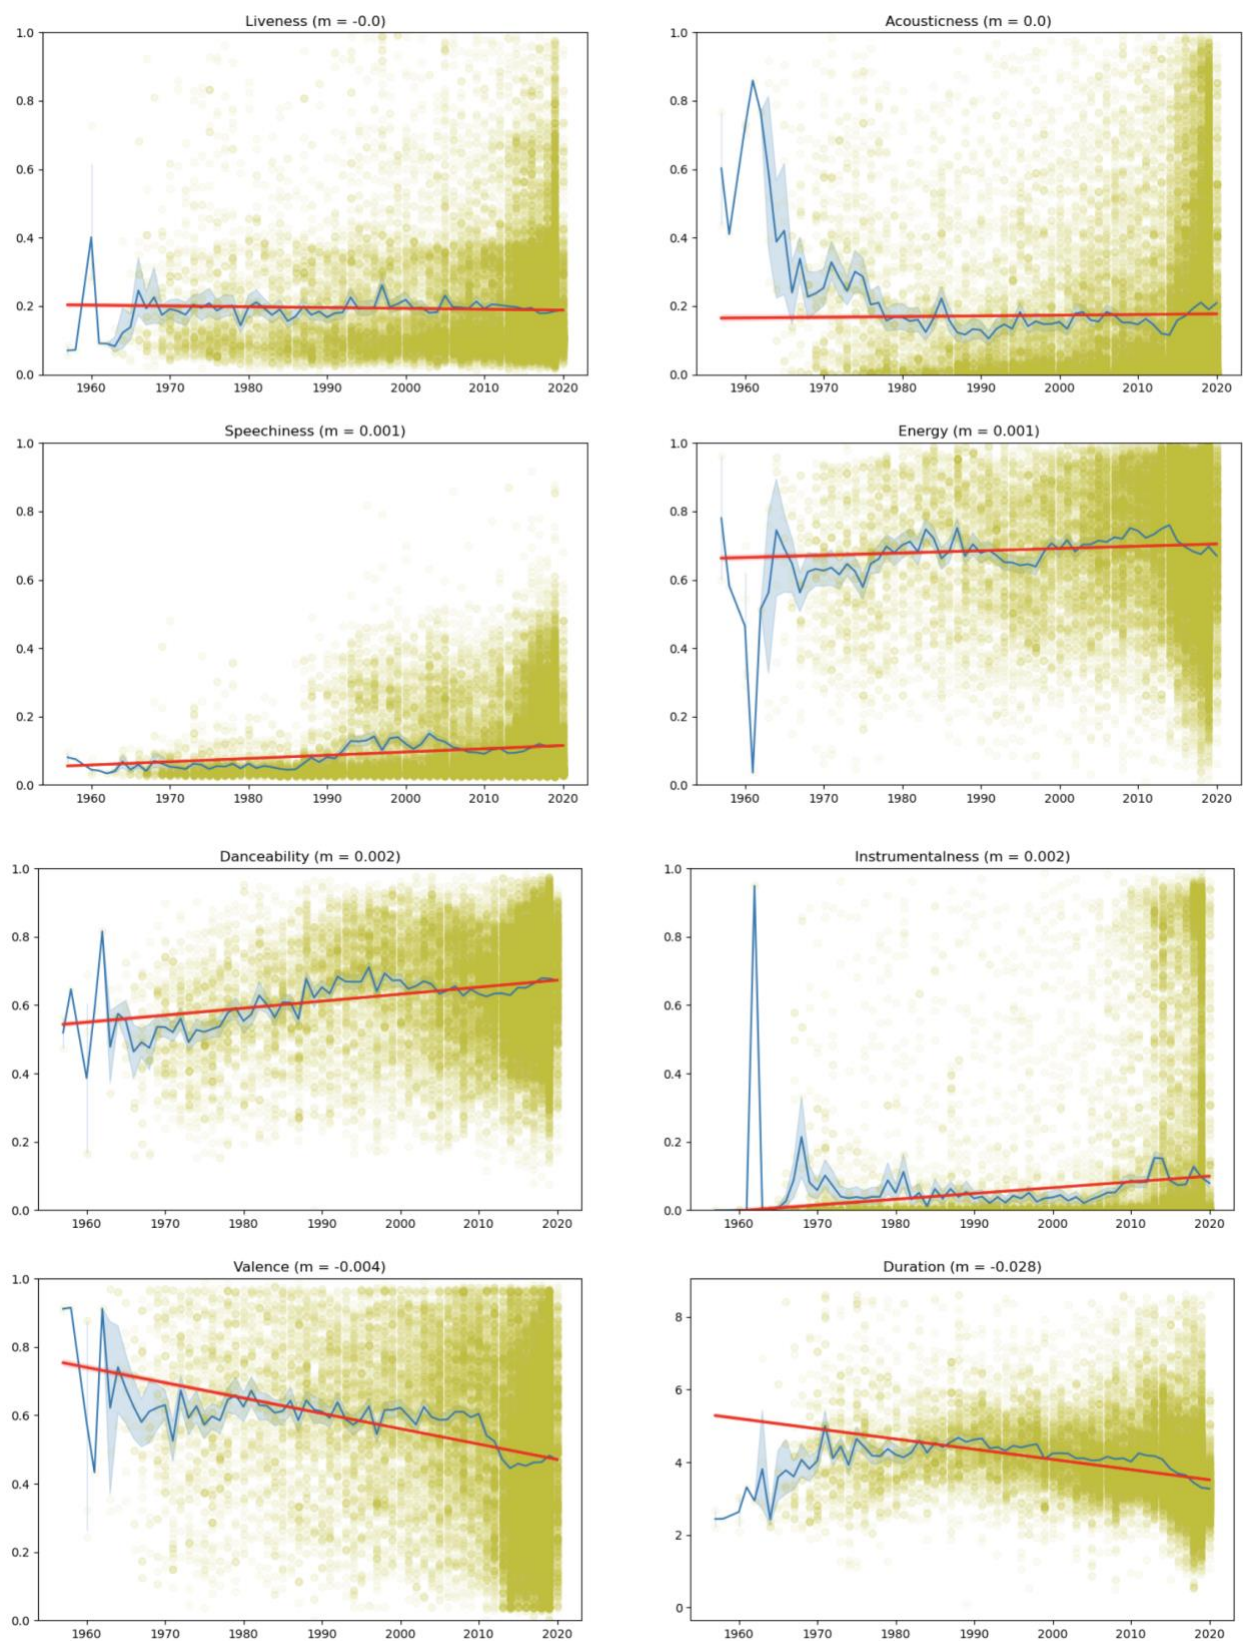 Liveness (m = -0.0)
1.0
0.8
0.6
0.4
0.2
0.0
1960 1970 1980 1990 2000 2010 2020
Acousticness (m = 0.0)
1.0
0.8
0.6
0.4
0.2
0.0
1960 1970 1980 1990 2000 2010 2020
Speechiness (m = 0.001)
1.0
0.8
0.6
0.4
0.2
0.0
1960 1970 1980 1990 2000 2010 2020
Energy (m = 0.001)
1.0
0.8
0.6
0.4
0.2
0.0
1960 1970 1980 1990 2000 2010 2020
Danceability (m = 0.002)
1.0
0.8
0.6
0.4
0.2
0.0
1960 1970 1980 1990 2000 2010 2020
Instrumentalness (m = 0.002)
1.0
0.8
0.6
0.4
0.2
0.0
1960 1970 1980 1990 2000 2010 2020
Valence (m = -0.004)
1.0
0.8
0.6
0.4
0.2
0.0
1960 1970 1980 1990 2000 2010 2020
Duration (m = -0.028)
8
6
4
2
0
1960 1970 1980 1990 2000 2010 2020